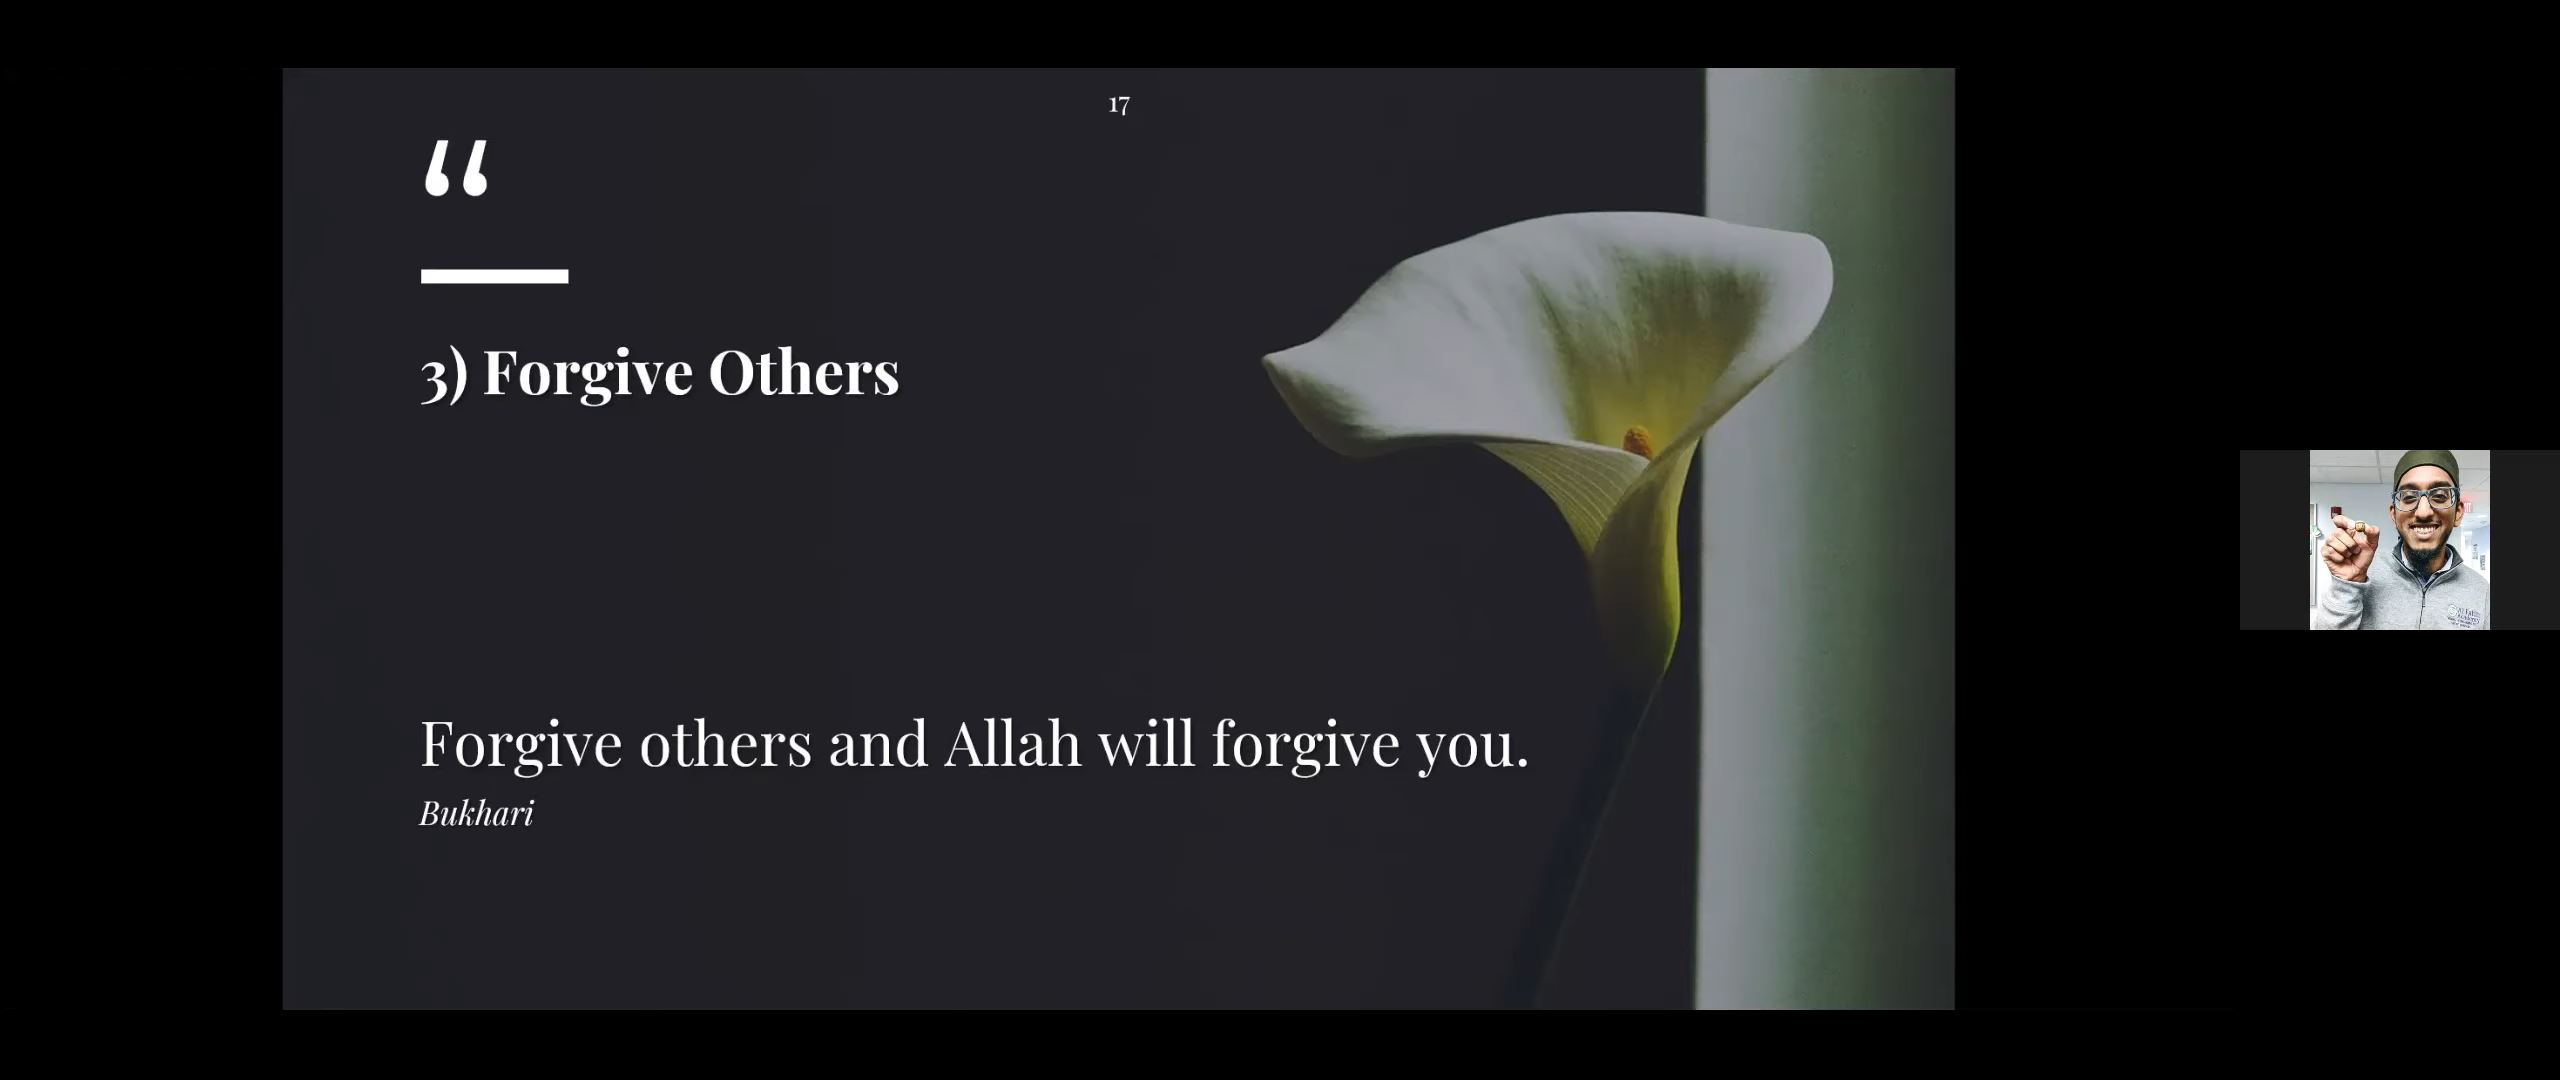 17
“
3) Forgive Others
Forgive others and Allah will forgive you.
Bukhari